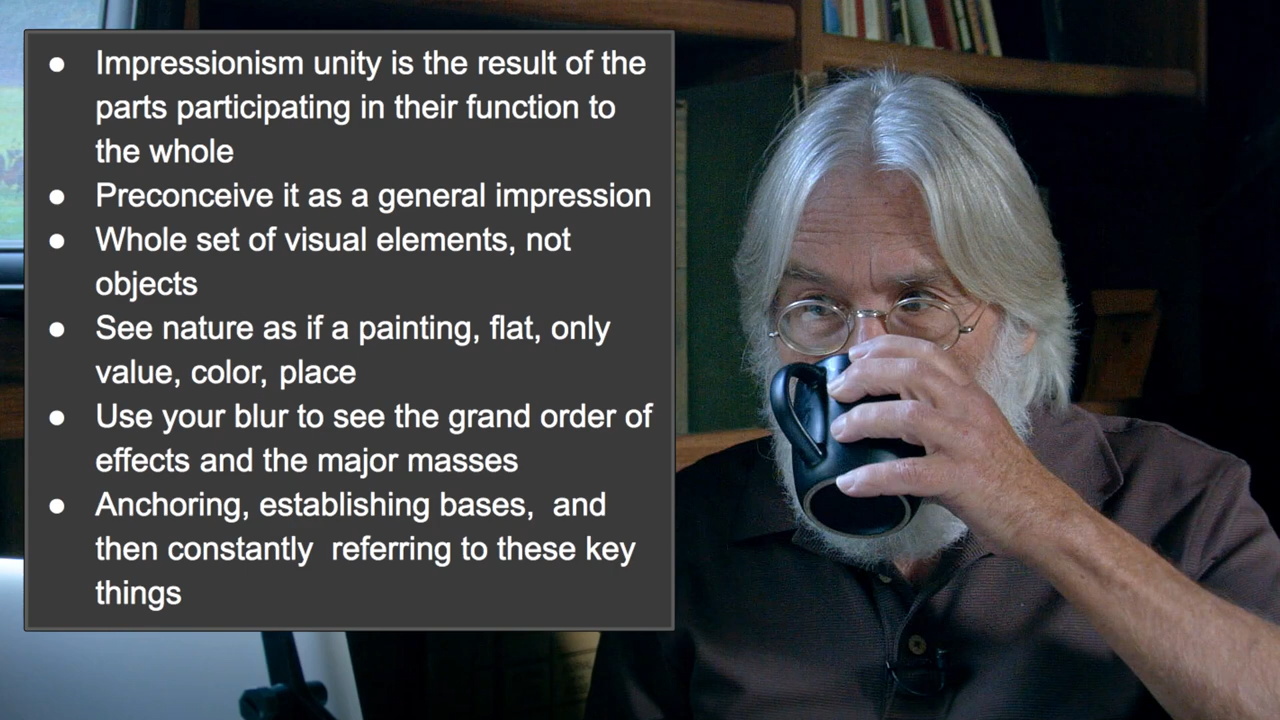 ● Impressionism unity is the result of the
parts participating in their function to
the whole
● Preconceive it as a general impression
● Whole set of visual elements, not
objects
● See nature as if a painting, flat, only
value, color, place
● Use your blur to see the grand order of
effects and the major masses
● Anchoring, establishing bases,  and
then constantly  referring to these key
things